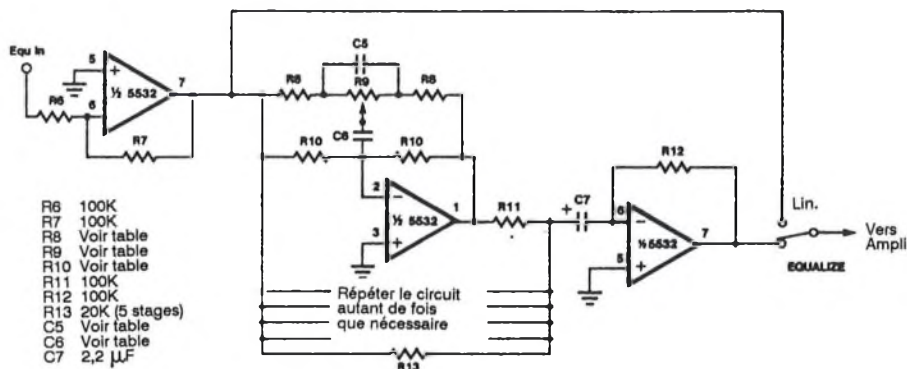 Equ In
5
+
½ 5532
6
−
7
R6
R7
C5
R8
R9
R8
C6
R10
R10
2
−
½ 5532
1
3
+
R11
+
C7
R12
6
−
½ 5532
7
5
+
Lin.
Vers
Ampli
EQUALIZE
Répéter le circuit
autant de fois
que nécessaire
R13
R6 100K
R7 100K
R8 Voir table
R9 Voir table
R10 Voir table
R11 100K
R12 100K
R13 20K (5 stages)
C5 Voir table
C6 Voir table
C7 2,2 µF